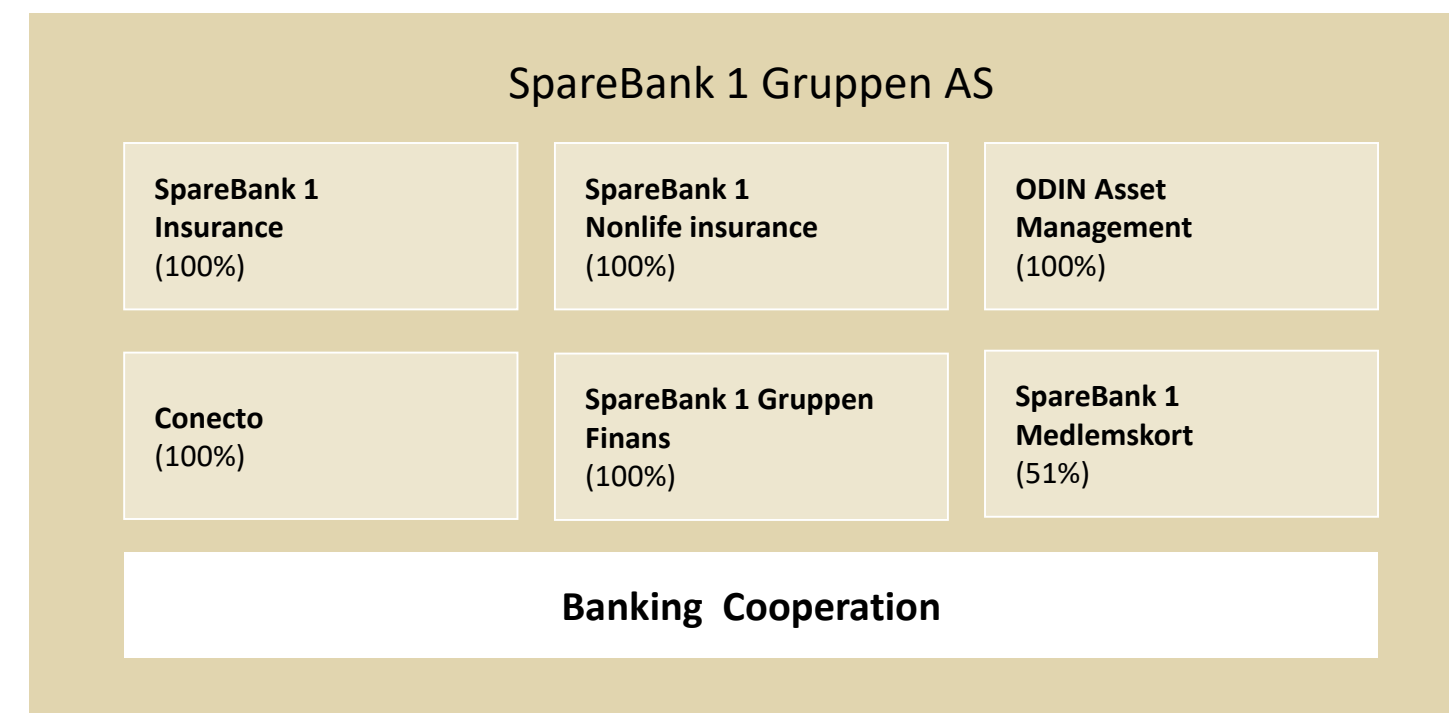 SpareBank 1 Gruppen AS
SpareBank 1
Insurance
(100%)
SpareBank 1
Nonlife insurance
(100%)
ODIN Asset
Management
(100%)
Conecto
(100%)
SpareBank 1 Gruppen
Finans
(100%)
SpareBank 1
Medlemskort
(51%)
Banking  Cooperation